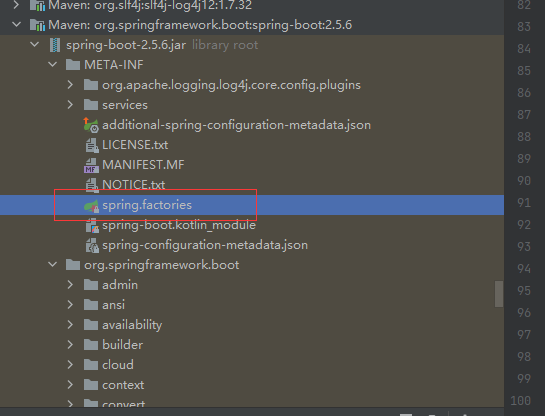 Maven: org.slf4j:slf4j-log4j12:1.7.32
Maven: org.springframework.boot:spring-boot:2.5.6
spring-boot-2.5.6.jar library root
META-INF
org.apache.logging.log4j.core.config.plugins
services
additional-spring-configuration-metadata.json
LICENSE.txt
MF MANIFEST.MF
NOTICE.txt
spring.factories
spring-boot.kotlin_module
spring-configuration-metadata.json
org.springframework.boot
admin
ansi
availability
builder
cloud
context
convert
82
83
84
85
86
87
88
89
90
91
92
93
94
95
96
97
98
99
100